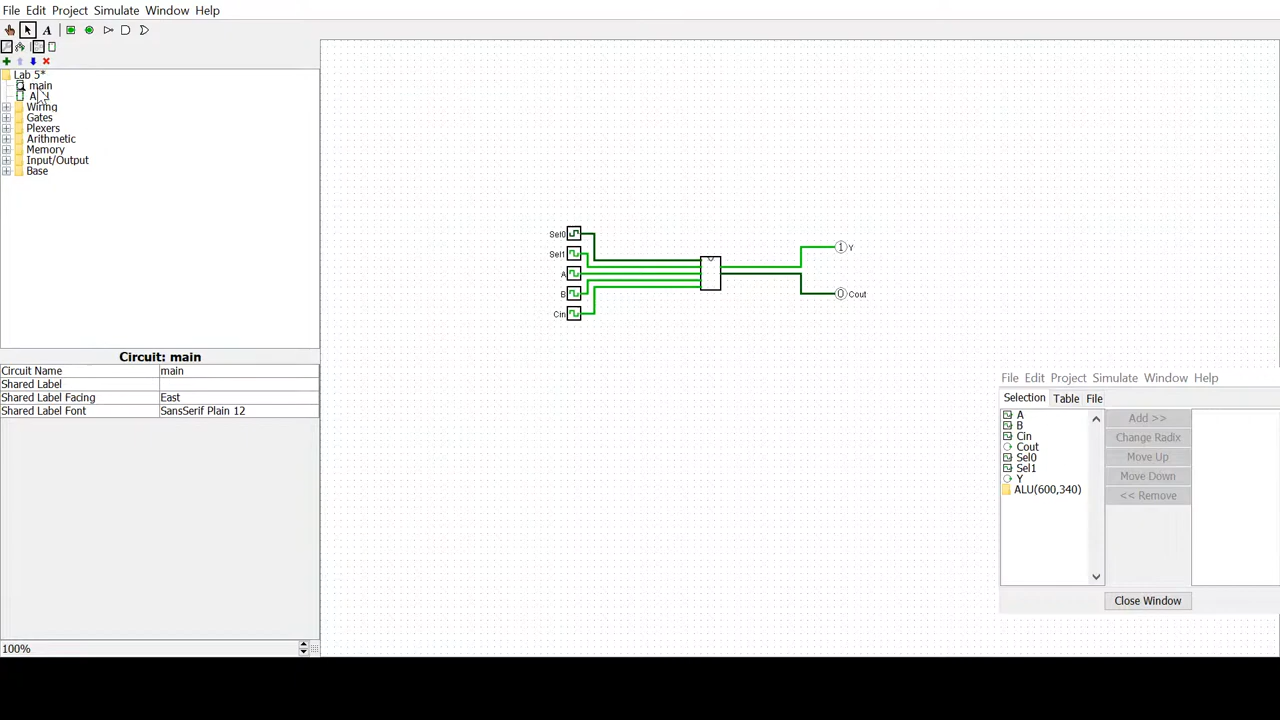 File Edit Project Simulate Window Help
A
Lab 5*
main
Wiring
Gates
Plexers
Arithmetic
Memory
Input/Output
Base
Circuit: main
Circuit Name main
Shared Label
Shared Label Facing East
Shared Label Font SansSerif Plain 12
100%
Sel0
Sel1
A
B
Cin
1 Y
0 Cout
File Edit Project Simulate Window Help
Selection Table File
A
B
Cin
Cout
Sel0
Sel1
Y
ALU(600,340)
Add >>
Change Radix
Move Up
Move Down
<< Remove
Close Window